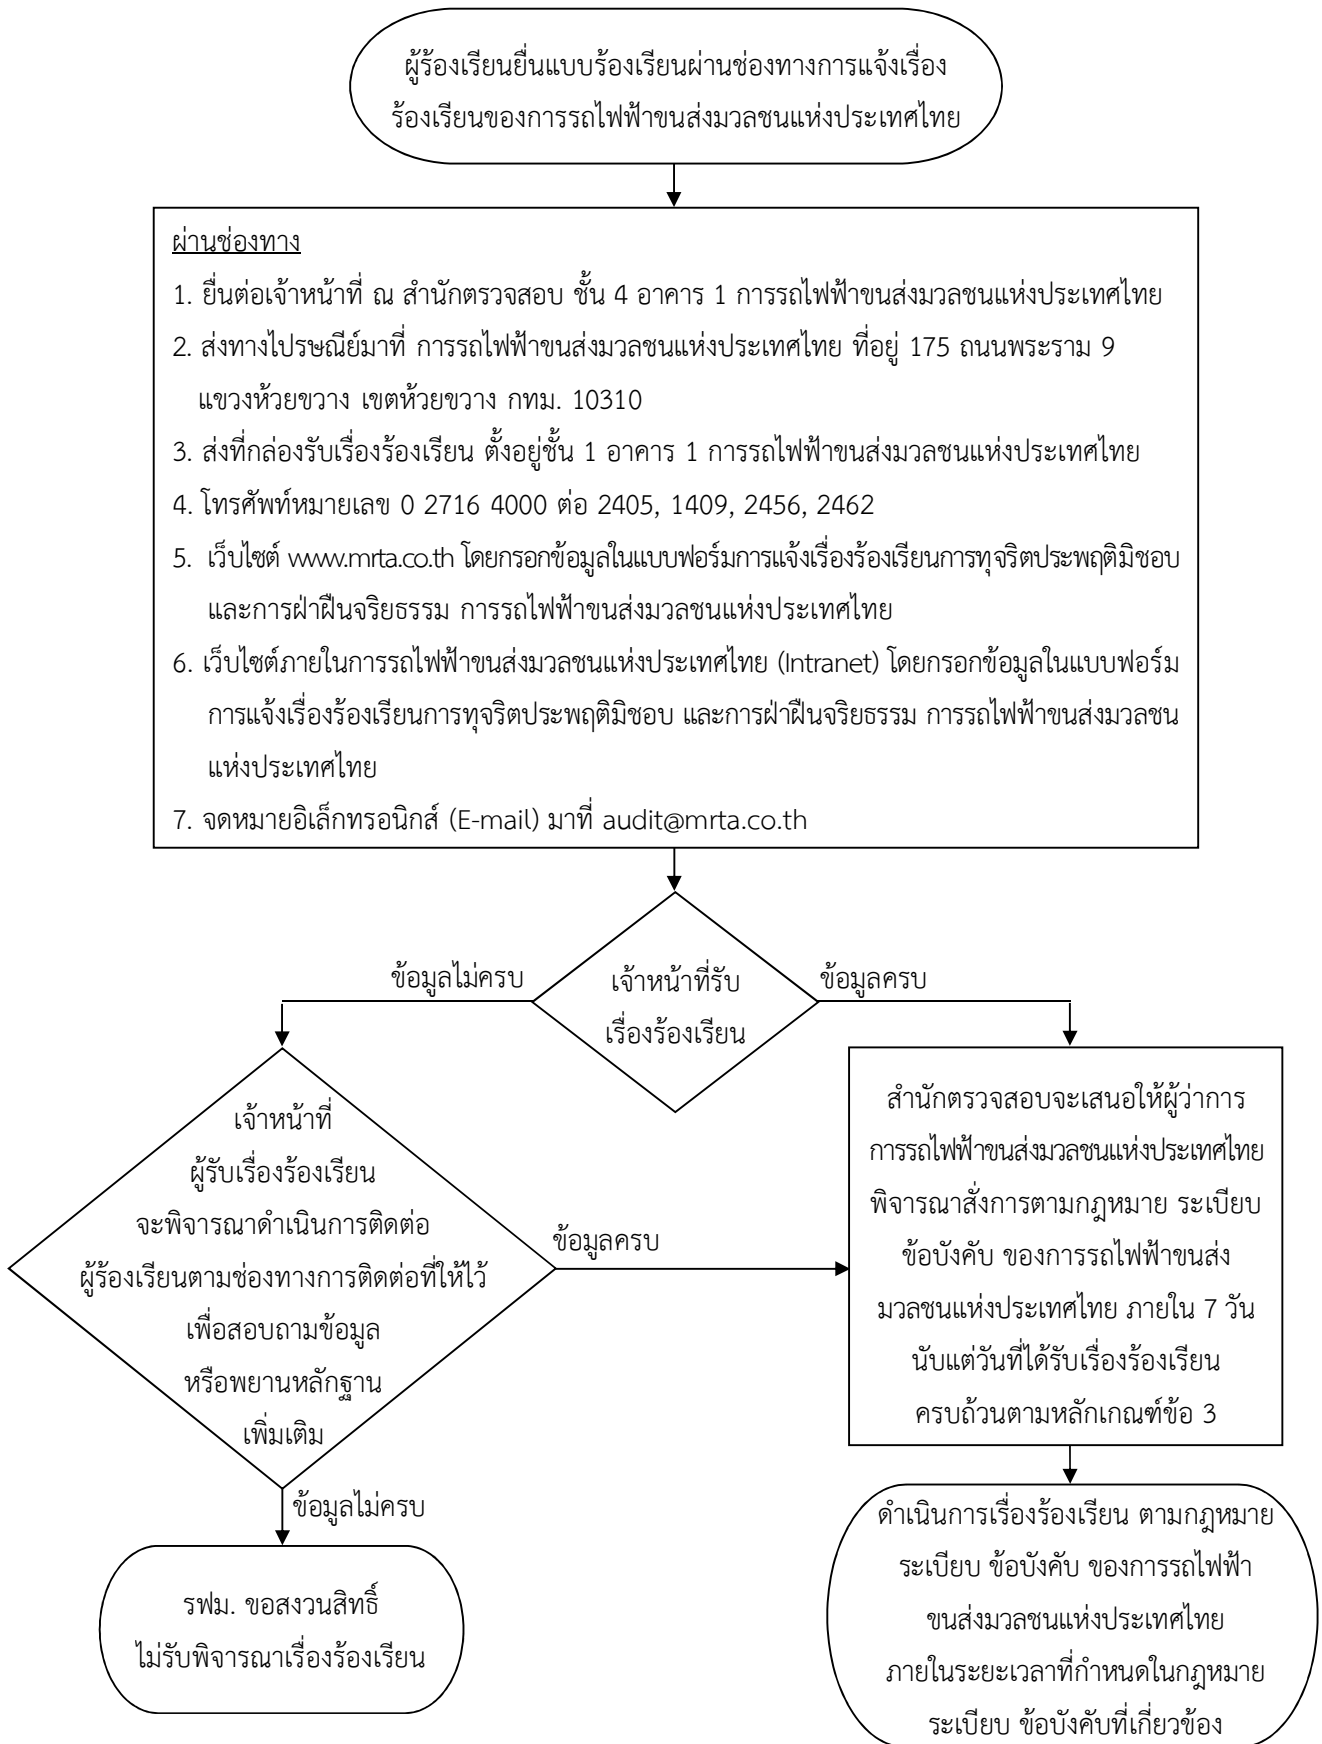 ผู้ร้องเรียนยื่นแบบร้องเรียนผ่านช่องทางการแจ้งเรื่อง
ร้องเรียนของการรถไฟฟ้าขนส่งมวลชนแห่งประเทศไทย
ผ่านช่องทาง
1. ยื่นต่อเจ้าหน้าที่ ณ สำนักตรวจสอบ ชั้น 4 อาคาร 1 การรถไฟฟ้าขนส่งมวลชนแห่งประเทศไทย
2. ส่งทางไปรษณีย์มาที่ การรถไฟฟ้าขนส่งมวลชนแห่งประเทศไทย ที่อยู่ 175 ถนนพระราม 9
แขวงห้วยขวาง เขตห้วยขวาง กทม. 10310
3. ส่งที่กล่องรับเรื่องร้องเรียน ตั้งอยู่ชั้น 1 อาคาร 1 การรถไฟฟ้าขนส่งมวลชนแห่งประเทศไทย
4. โทรศัพท์หมายเลข 0 2716 4000 ต่อ 2405, 1409, 2456, 2462
5. เว็บไซต์ www.mrta.co.th โดยกรอกข้อมูลในแบบฟอร์มการแจ้งเรื่องร้องเรียนการทุจริตประพฤติมิชอบ
และการฝ่าฝืนจริยธรรม การรถไฟฟ้าขนส่งมวลชนแห่งประเทศไทย
6. เว็บไซต์ภายในการรถไฟฟ้าขนส่งมวลชนแห่งประเทศไทย (Intranet) โดยกรอกข้อมูลในแบบฟอร์ม
การแจ้งเรื่องร้องเรียนการทุจริตประพฤติมิชอบ และการฝ่าฝืนจริยธรรม การรถไฟฟ้าขนส่งมวลชน
แห่งประเทศไทย
7. จดหมายอิเล็กทรอนิกส์ (E-mail) มาที่ audit@mrta.co.th
ข้อมูลไม่ครบ
เจ้าหน้าที่รับ
เรื่องร้องเรียน
ข้อมูลครบ
เจ้าหน้าที่
ผู้รับเรื่องร้องเรียน
จะพิจารณาดำเนินการติดต่อ
ผู้ร้องเรียนตามช่องทางการติดต่อที่ให้ไว้
เพื่อสอบถามข้อมูล
หรือพยานหลักฐาน
เพิ่มเติม
ข้อมูลครบ
สำนักตรวจสอบจะเสนอให้ผู้ว่าการ
การรถไฟฟ้าขนส่งมวลชนแห่งประเทศไทย
พิจารณาสั่งการตามกฎหมาย ระเบียบ
ข้อบังคับ ของการรถไฟฟ้าขนส่ง
มวลชนแห่งประเทศไทย ภายใน 7 วัน
นับแต่วันที่ได้รับเรื่องร้องเรียน
ครบถ้วนตามหลักเกณฑ์ข้อ 3
ข้อมูลไม่ครบ
รฟม. ขอสงวนสิทธิ์
ไม่รับพิจารณาเรื่องร้องเรียน
ดำเนินการเรื่องร้องเรียน ตามกฎหมาย
ระเบียบ ข้อบังคับ ของการรถไฟฟ้า
ขนส่งมวลชนแห่งประเทศไทย
ภายในระยะเวลาที่กำหนดในกฎหมาย
ระเบียบ ข้อบังคับที่เกี่ยวข้อง